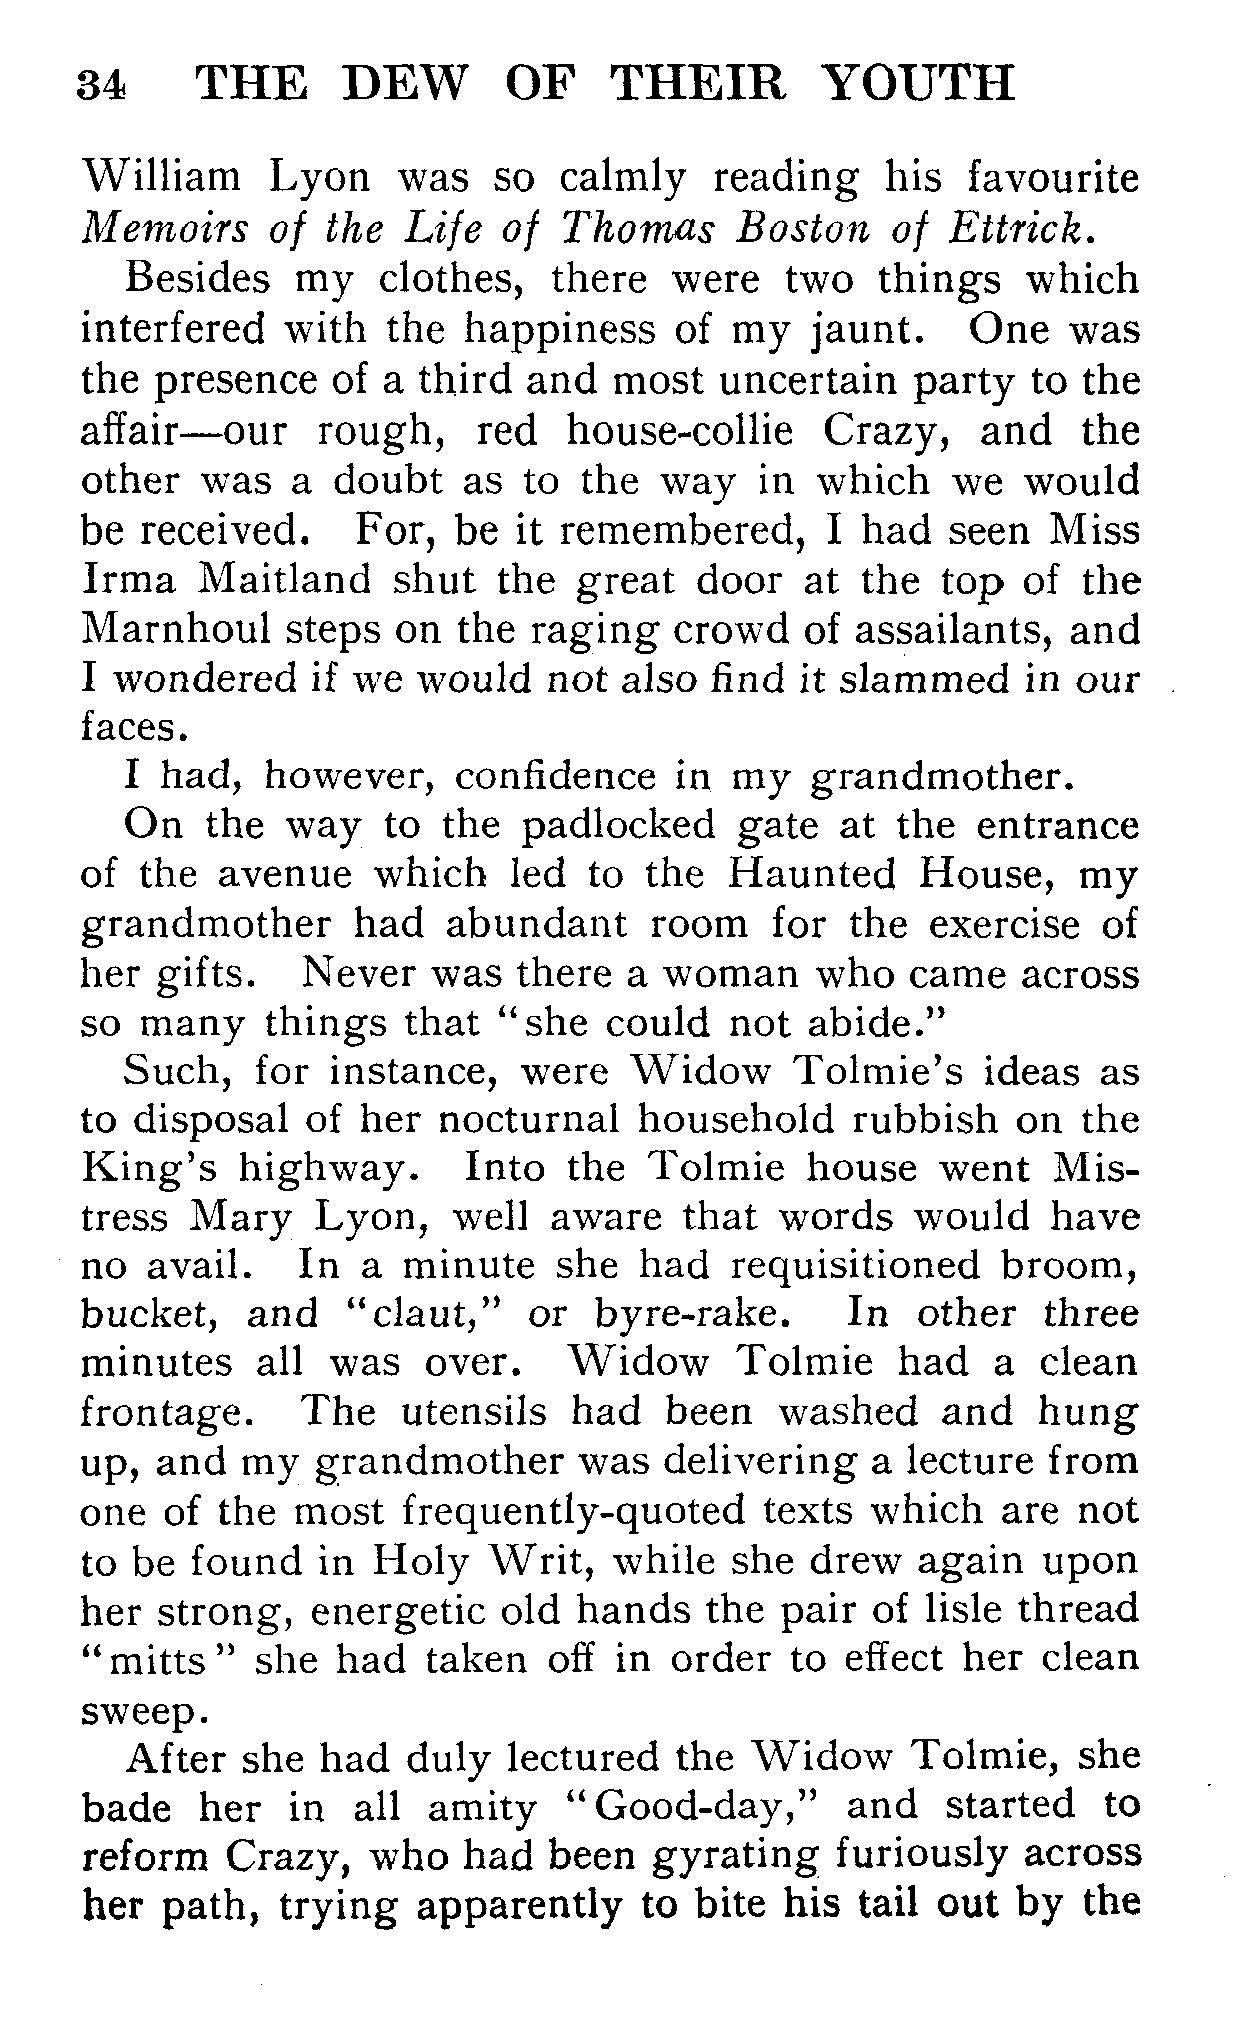 34 THE DEW OF THEIR YOUTH
William Lyon was so calmly reading his favourite
Memoirs of the Life of Thomas Boston of Ettrick.
Besides my clothes, there were two things which
interfered with the happiness of my jaunt. One was
the presence of a third and most uncertain party to the
affair—our rough, red house-collie Crazy, and the
other was a doubt as to the way in which we would
be received. For, be it remembered, I had seen Miss
Irma Maitland shut the great door at the top of the
Marnhoul steps on the raging crowd of assailants, and
I wondered if we would not also find it slammed in our
faces.
I had, however, confidence in my grandmother.
On the way to the padlocked gate at the entrance
of the avenue which led to the Haunted House, my
grandmother had abundant room for the exercise of
her gifts. Never was there a woman who came across
so many things that "she could not abide."
Such, for instance, were Widow Tolmie's ideas as
to disposal of her nocturnal household rubbish on the
King's highway. Into the Tolmie house went Mis-
tress Mary Lyon, well aware that words would have
no avail. In a minute she had requisitioned broom,
bucket, and "claut," or byre-rake. In other three
minutes all was over. Widow Tolmie had a clean
frontage. The utensils had been washed and hung
up, and my grandmother was delivering a lecture from
one of the most frequently-quoted texts which are not
to be found in Holy Writ, while she drew again upon
her strong, energetic old hands the pair of lisle thread
"mitts" she had taken off in order to effect her clean
sweep.
After she had duly lectured the Widow Tolmie, she
bade her in all amity "Good-day," and started to
reform Crazy, who had been gyrating furiously across
her path, trying apparently to bite his tail out by the